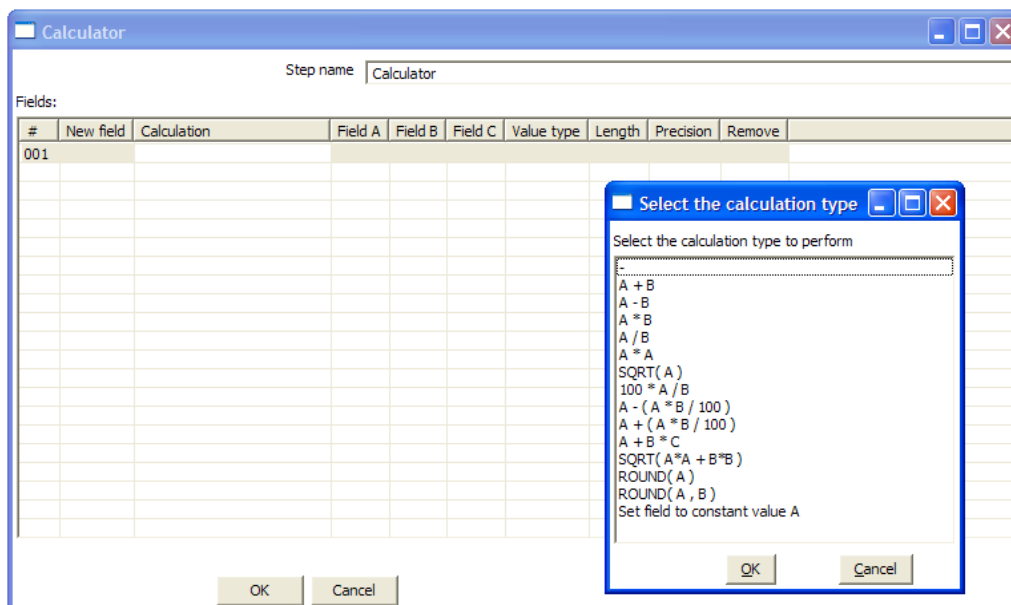 Calculator
Step name Calculator
Fields:
# New field Calculation Field A Field B Field C Value type Length Precision Remove
001
Select the calculation type
Select the calculation type to perform
-
A + B
A - B
A * B
A / B
A * A
SQRT( A )
100 * A / B
A - ( A * B / 100 )
A + ( A * B / 100 )
A + B * C
SQRT( A*A + B*B )
ROUND( A )
ROUND( A , B )
Set field to constant value A
OK Cancel
OK Cancel